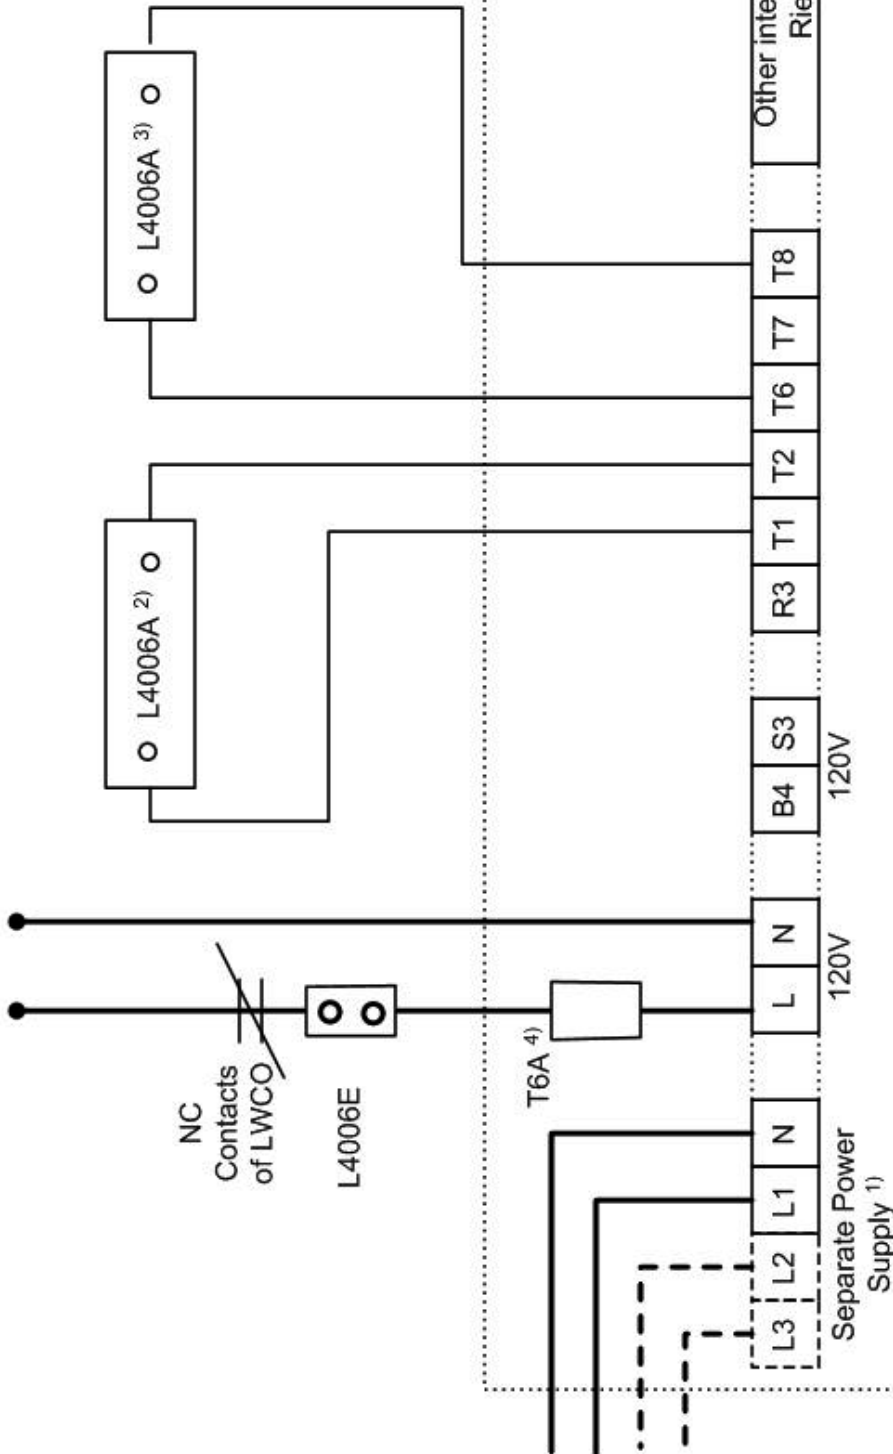 L4006A 2)
L4006A 3)
NC
Contacts
of LWCO
L4006E
T6A 4)
L3
L2
L1
N
L
N
B4
S3
R3
T1
T2
T6
T7
T8
Other inte
Rie
Separate Power
Supply 1)
120V
120V